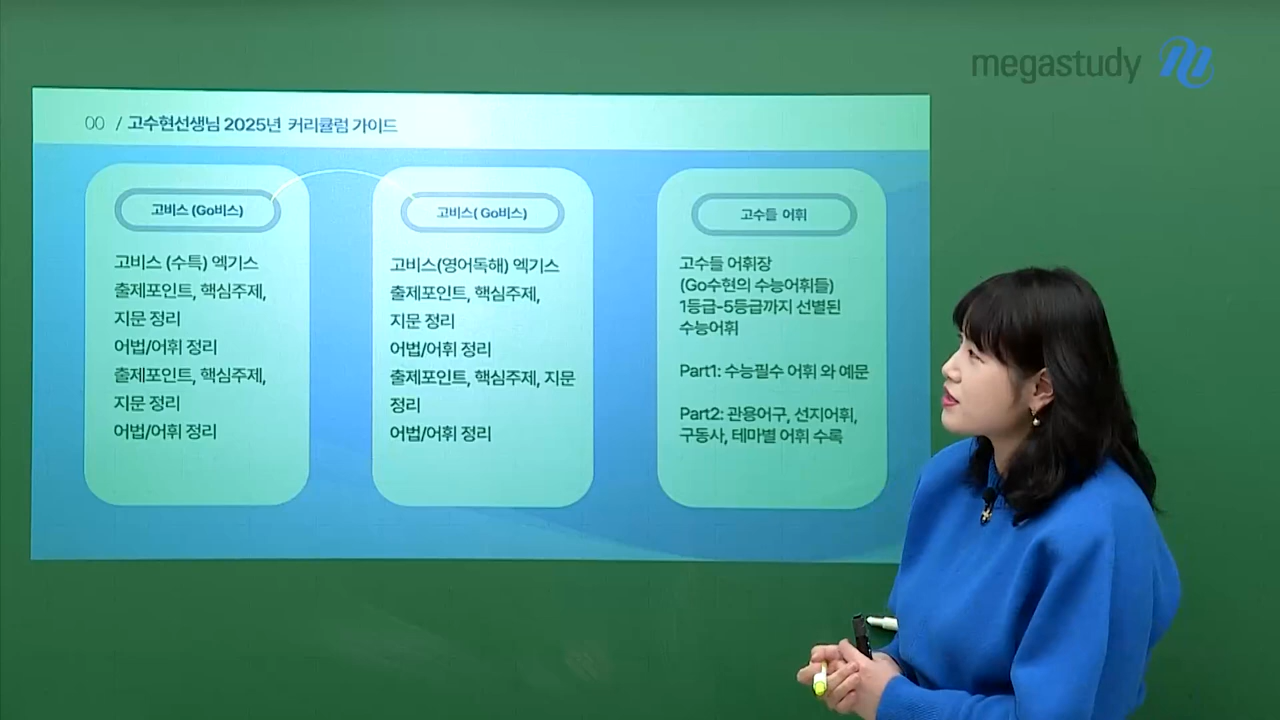 megastudy
00 / 고수현선생님 2025년 커리큘럼 가이드
고비스 (Go비스)
고비스 (수특) 엑기스
출제포인트, 핵심주제,
지문 정리
어법/어휘 정리
출제포인트, 핵심주제,
지문 정리
어법/어휘 정리
고비스( Go비스)
고비스(영어독해) 엑기스
출제포인트, 핵심주제,
지문 정리
어법/어휘 정리
출제포인트, 핵심주제, 지문
정리
어법/어휘 정리
고수들 어휘
고수들 어휘장
(Go수현의 수능어휘들)
1등급-5등급까지 선별된
수능어휘
Part1: 수능필수 어휘 와 예문
Part2: 관용어구, 선지어휘,
구동사, 테마별 어휘 수록